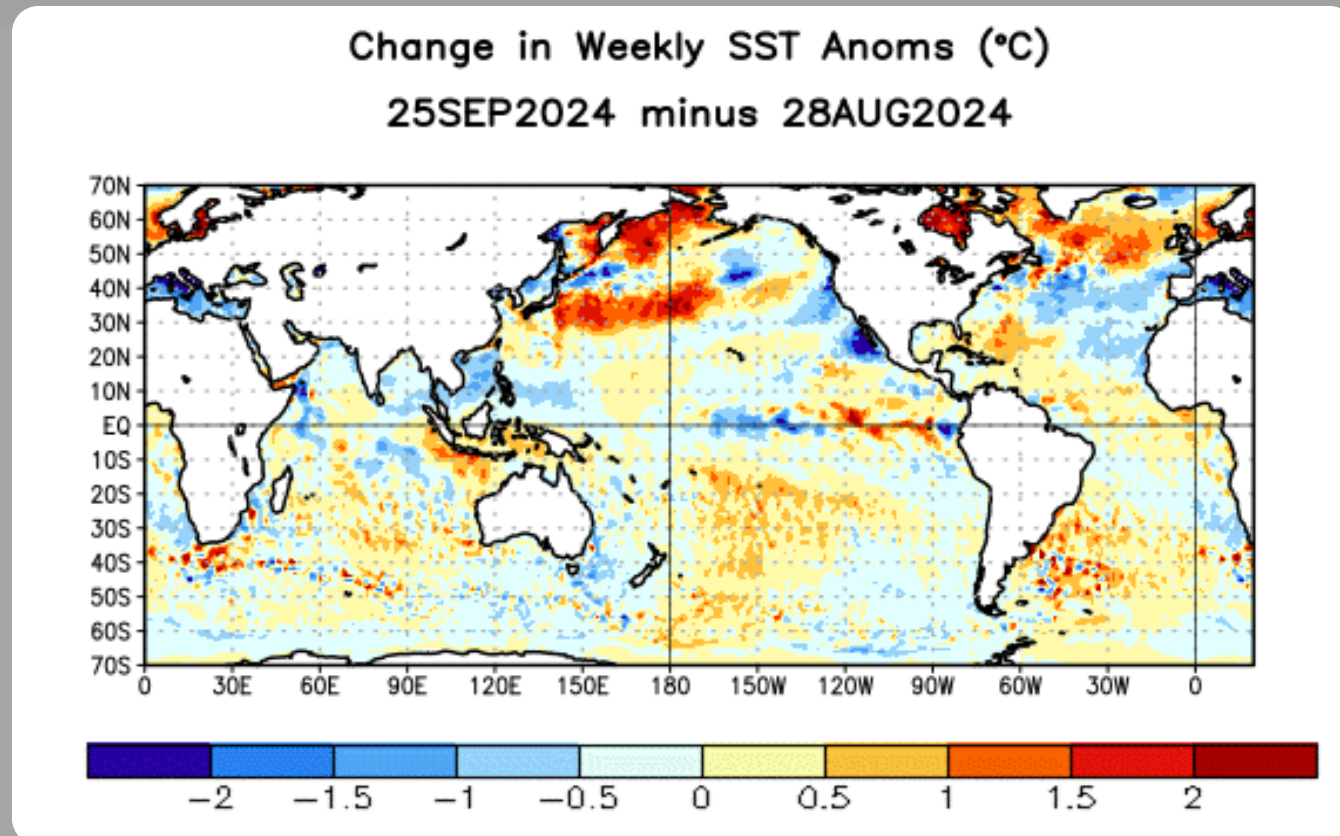 Change in Weekly SST Anoms (°C)
25SEP2024 minus 28AUG2024
70N
60N
50N
40N
30N
20N
10N
EQ
10S
20S
30S
40S
50S
60S
70S
0 30E 60E 90E 120E 150E 180 150W 120W 90W 60W 30W 0
−2 −1.5 −1 −0.5 0 0.5 1 1.5 2